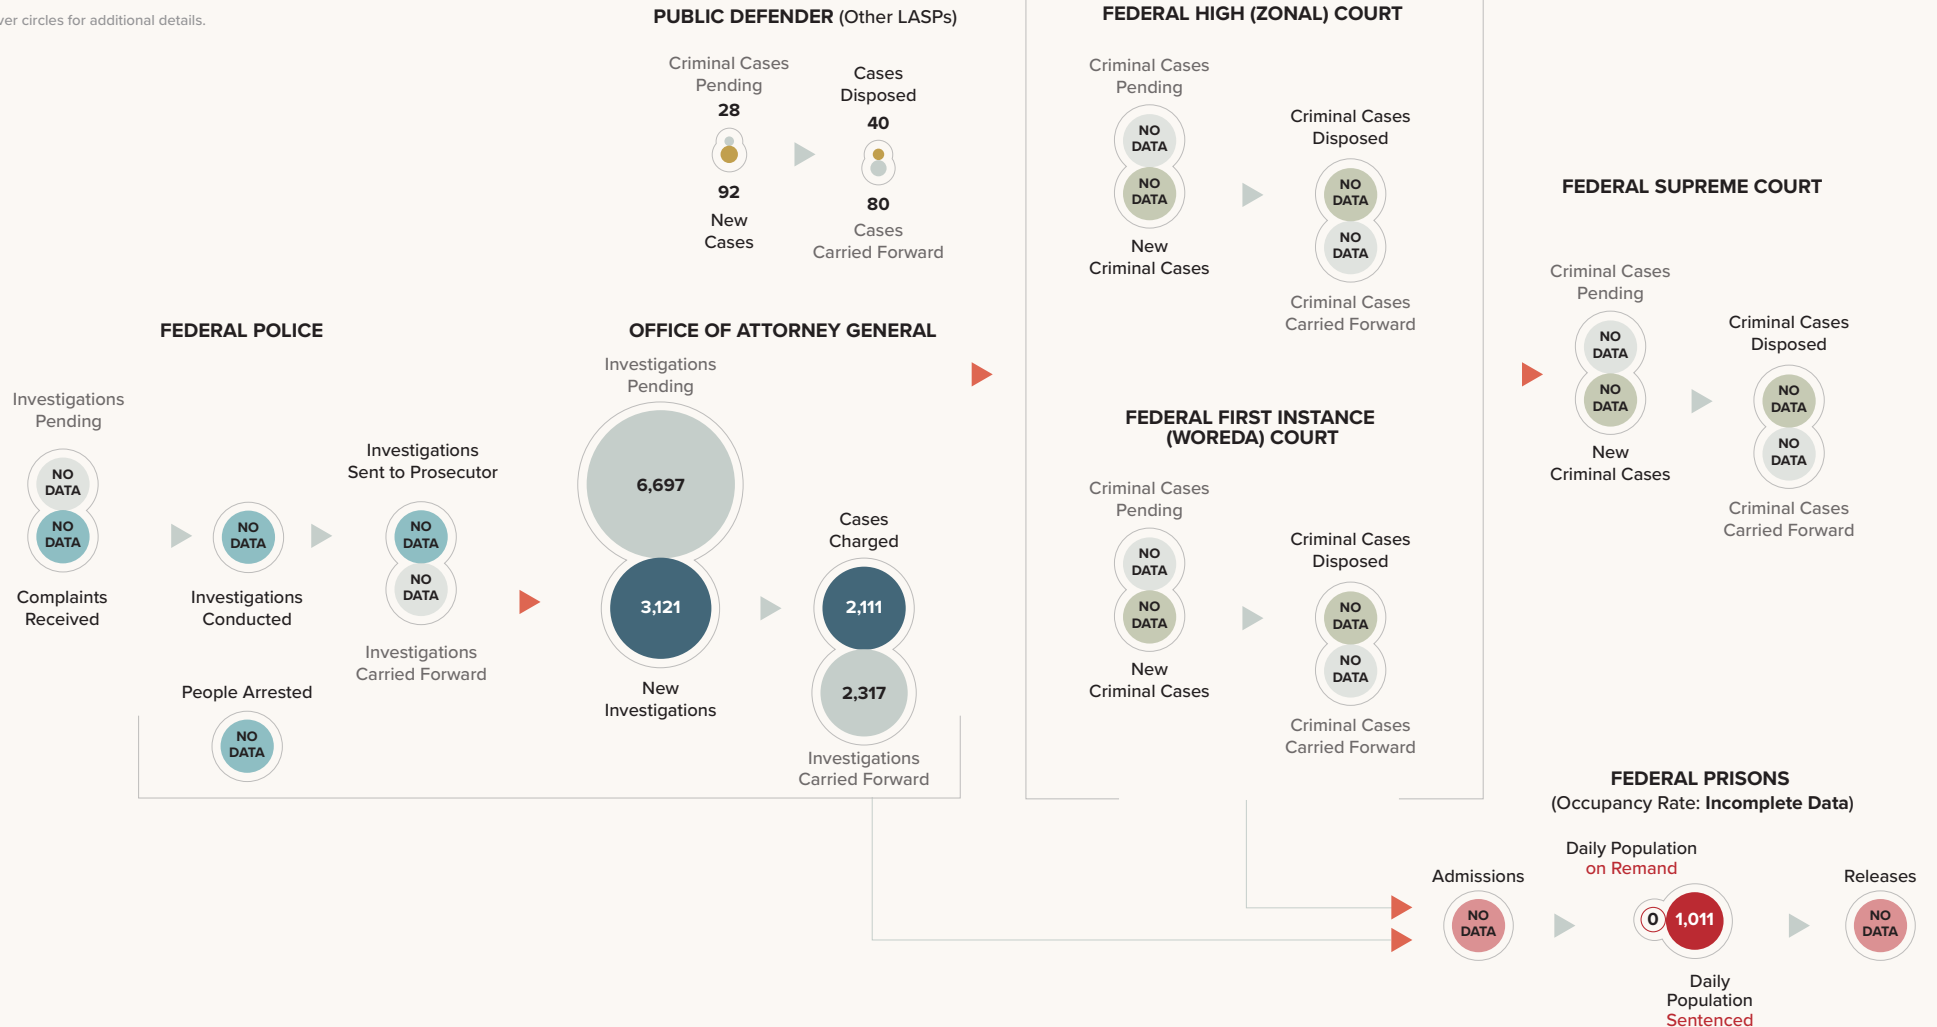 ver circles for additional details.
PUBLIC DEFENDER (Other LASPs)
Criminal Cases
Pending
28
92
New
Cases
Cases
Disposed
40
80
Cases
Carried Forward
FEDERAL HIGH (ZONAL) COURT
Criminal Cases
Pending
NO
DATA
NO
DATA
New
Criminal Cases
Criminal Cases
Disposed
NO
DATA
NO
DATA
Criminal Cases
Carried Forward
FEDERAL SUPREME COURT
Criminal Cases
Pending
NO
DATA
NO
DATA
New
Criminal Cases
Criminal Cases
Disposed
NO
DATA
NO
DATA
Criminal Cases
Carried Forward
FEDERAL POLICE
Investigations
Pending
NO
DATA
NO
DATA
Complaints
Received
NO
DATA
Investigations
Conducted
Investigations
Sent to Prosecutor
NO
DATA
NO
DATA
Investigations
Carried Forward
People Arrested
NO
DATA
OFFICE OF ATTORNEY GENERAL
Investigations
Pending
6,697
3,121
New
Investigations
Cases
Charged
2,111
2,317
Investigations
Carried Forward
FEDERAL FIRST INSTANCE
(WOREDA) COURT
Criminal Cases
Pending
NO
DATA
NO
DATA
New
Criminal Cases
Criminal Cases
Disposed
NO
DATA
NO
DATA
Criminal Cases
Carried Forward
FEDERAL PRISONS
(Occupancy Rate: Incomplete Data)
Admissions
NO
DATA
Daily Population
on Remand
0
1,011
Daily
Population
Sentenced
Releases
NO
DATA